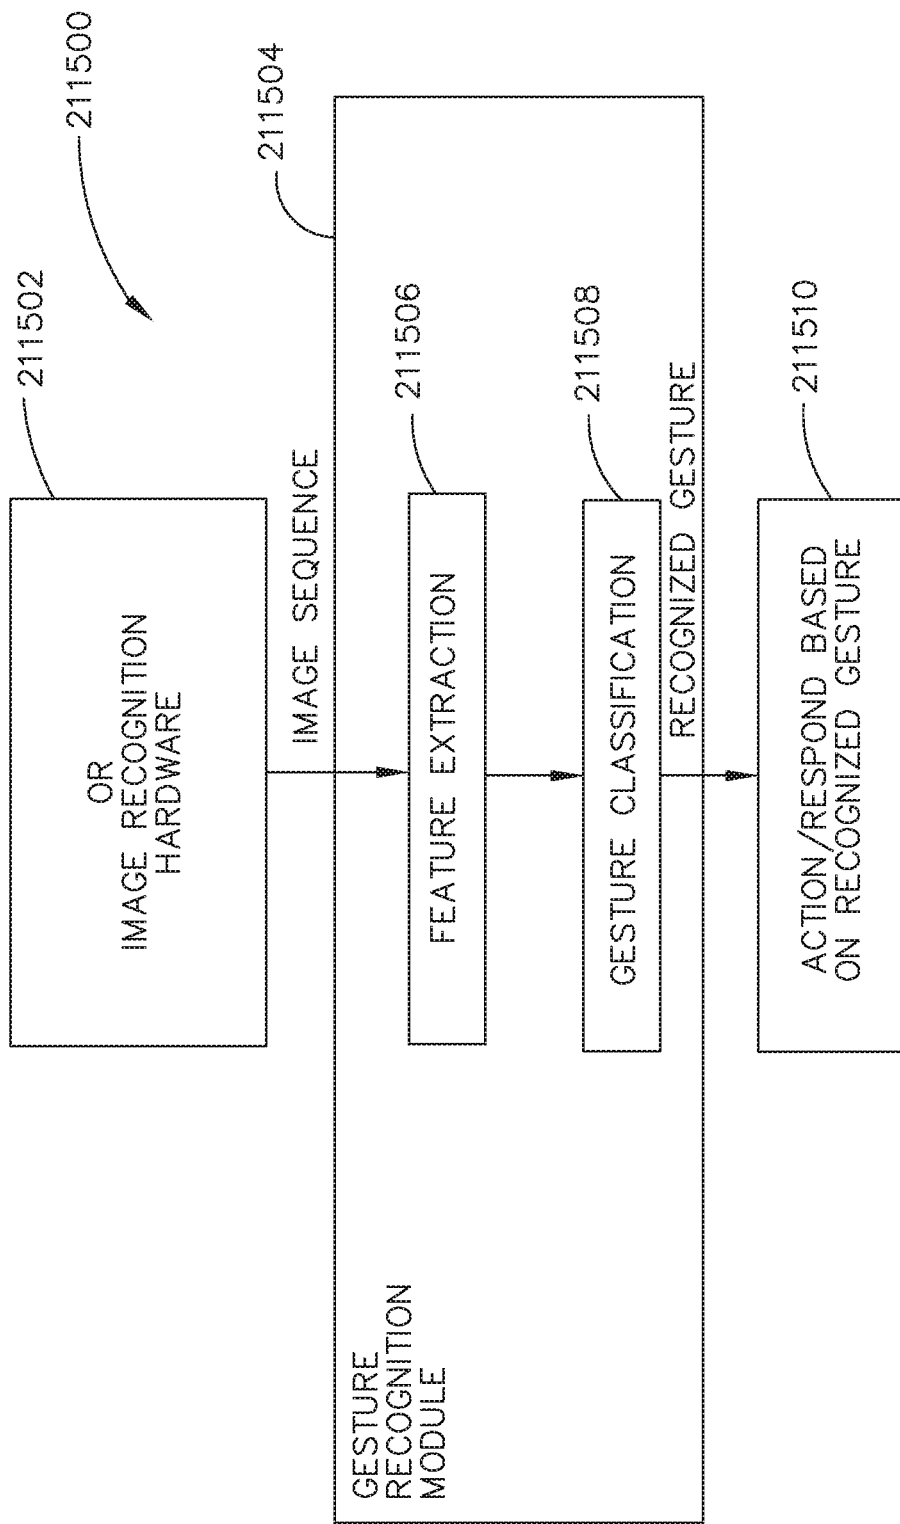 211500
211502
OR
IMAGE RECOGNITION
HARDWARE
IMAGE SEQUENCE
211504
GESTURE
RECOGNITION
MODULE
211506
FEATURE EXTRACTION
211508
GESTURE CLASSIFICATION
RECOGNIZED GESTURE
211510
ACTION/RESPOND BASED
ON RECOGNIZED GESTURE